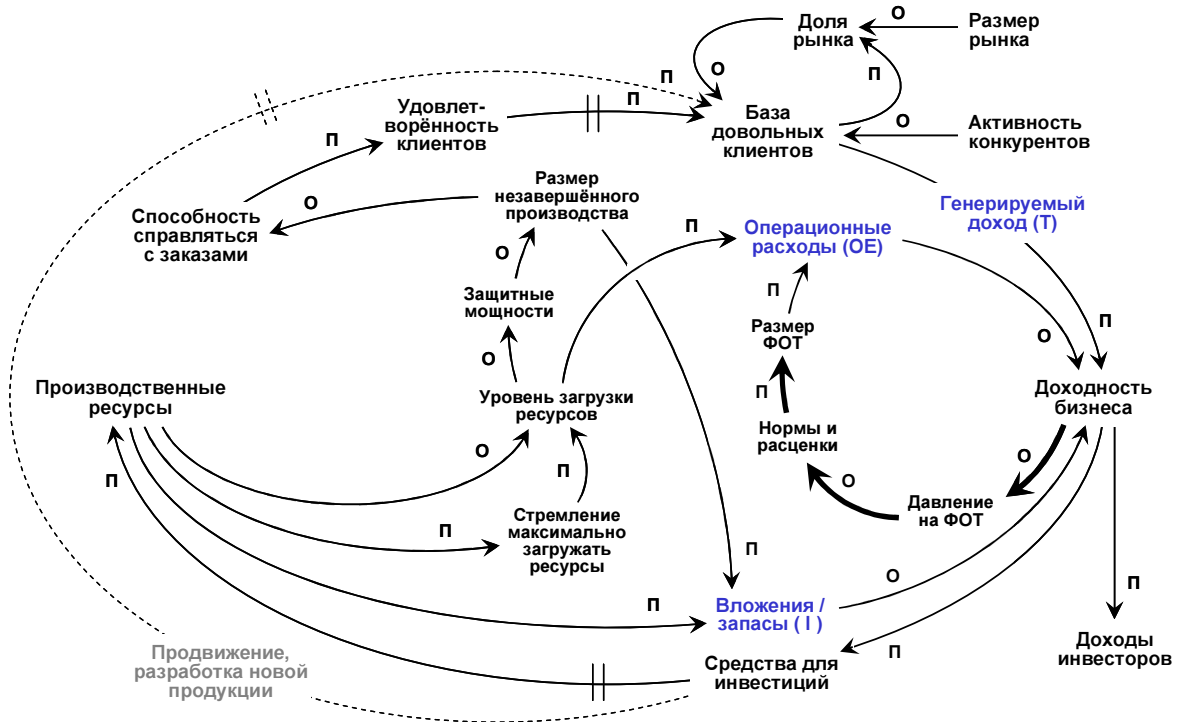 Доля
рынка
О
Размер
рынка
П
О
П
П
Удовлет-
ворённость
клиентов
П
База
довольных
клиентов
О
Активность
конкурентов
П
Способность
справляться
с заказами
О
Размер
незавершённого
производства
П
Операционные
расходы (OE)
Генерируемый
доход (T)
О
Защитные
мощности
П
Размер
ФОТ
О
П
О
Производственные
ресурсы
Уровень загрузки
ресурсов
П
Доходность
бизнеса
Нормы и
расценки
О
О
П
П
О
Давление
на ФОТ
П
Стремление
максимально
загружать
ресурсы
П
О
П
П
Вложения /
запасы ( I )
Продвижение,
разработка новой
продукции
Средства для
инвестиций
П
Доходы
инвесторов